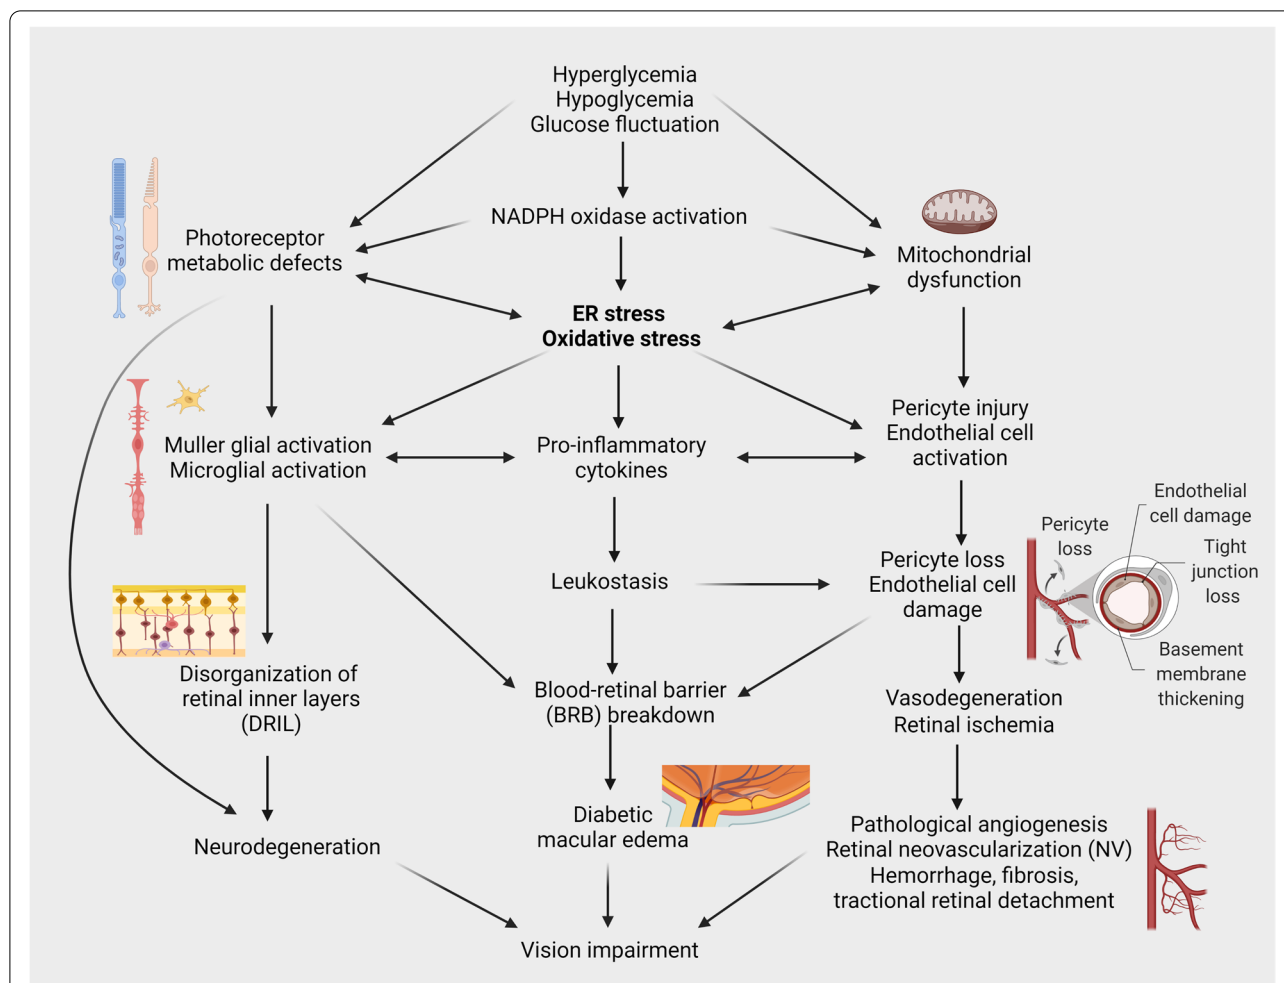 Hyperglycemia
Hypoglycemia
Glucose fluctuation
NADPH oxidase activation
Photoreceptor
metabolic defects
Mitochondrial
dysfunction
ER stress
Oxidative stress
Muller glial activation
Microglial activation
Pro-inflammatory
cytokines
Pericyte injury
Endothelial cell
activation
Leukostasis
Pericyte loss
Endothelial cell
damage
Pericyte
loss
Endothelial
cell damage
Tight
junction
loss
Basement
membrane
thickening
Disorganization of
retinal inner layers
(DRIL)
Blood-retinal barrier
(BRB) breakdown
Vasodegeneration
Retinal ischemia
Neurodegeneration
Diabetic
macular edema
Pathological angiogenesis
Retinal neovascularization (NV)
Hemorrhage, fibrosis,
tractional retinal detachment
Vision impairment